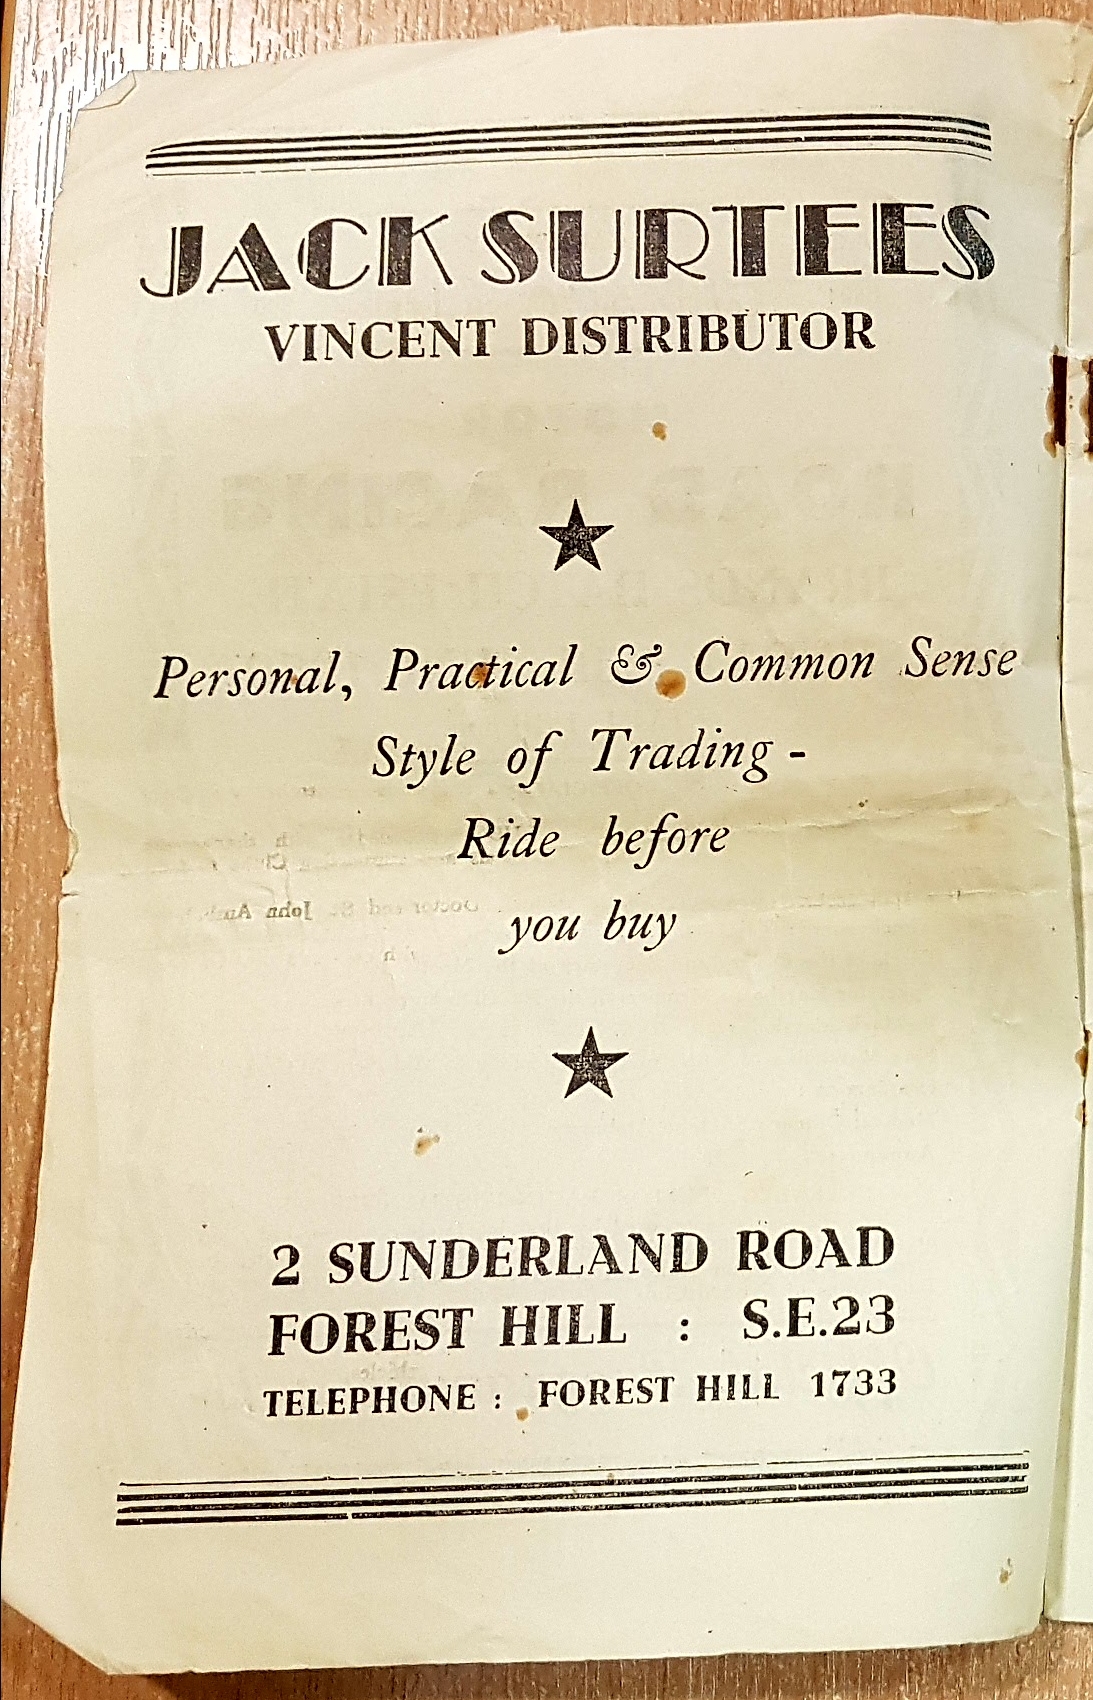 JACK SURTEES
VINCENT DISTRIBUTOR
Personal, Practical & Common Sense
Style of Trading -
Ride before
you buy
2 SUNDERLAND ROAD
FOREST HILL : S.E.23
TELEPHONE : FOREST HILL 1733